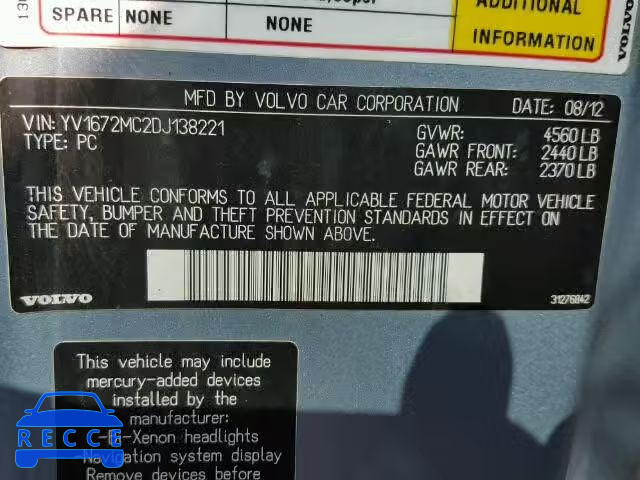 ADDITIONAL
SPARE NONE NONE
INFORMATION
VOLVO
MFD BY VOLVO CAR CORPORATION DATE: 08/12
VIN: YV1672MC2DJ138221
TYPE: PC
GVWR: 4560 LB
GAWR FRONT: 2440 LB
GAWR REAR: 2370 LB
THIS VEHICLE CONFORMS TO ALL APPLICABLE FEDERAL MOTOR VEHICLE
SAFETY, BUMPER AND THEFT PREVENTION STANDARDS IN EFFECT ON
THE DATE OF MANUFACTURE SHOWN ABOVE.
VOLVO 31276842
This vehicle may include
mercury-added devices
installed by the
manufacturer:
-Xenon headlights
Navigation system display
Remove devices before
RECCE